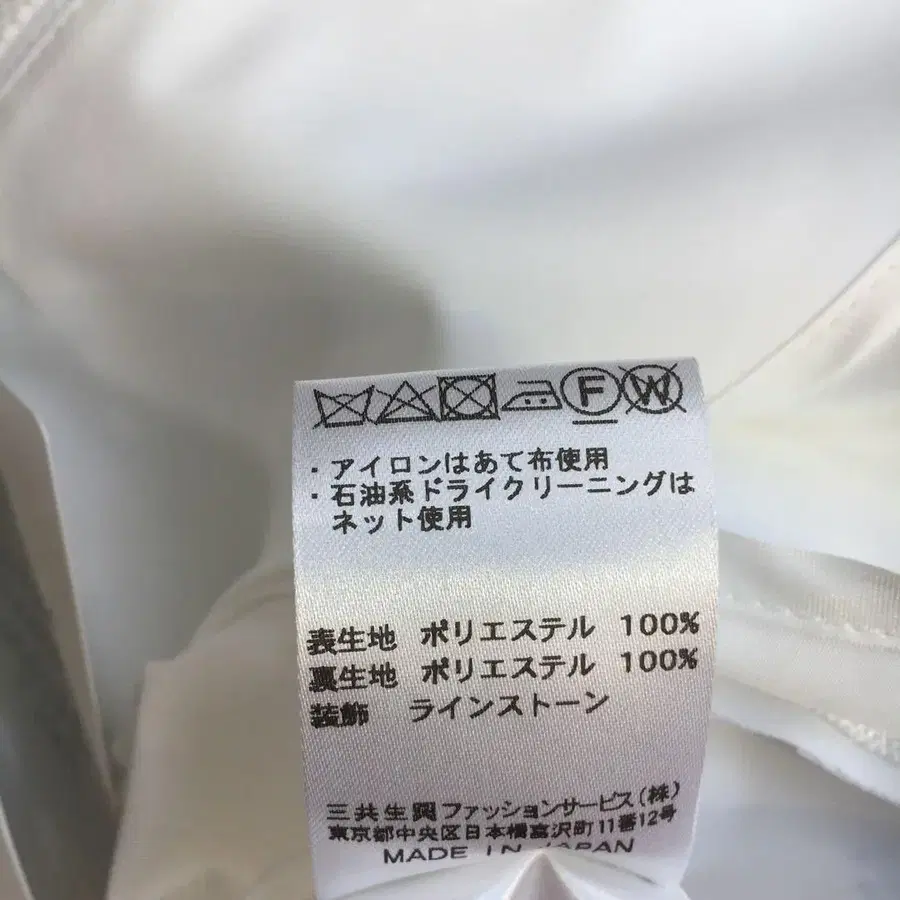 F W
・アイロンはあて布使用
・石油系ドライクリーニングは
ネット使用
表生地 ポリエステル 100%
裏生地 ポリエステル 100%
装飾 ラインストーン
三共生興ファッションサービス(株)
東京都中央区日本橋富沢町11番12号
MADE IN JAPAN